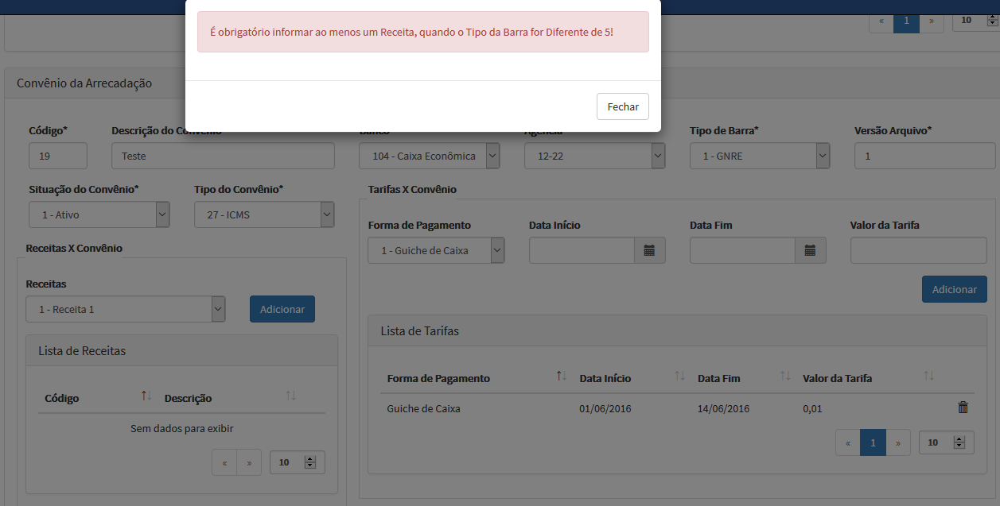 É obrigatório informar ao menos um Receita, quando o Tipo da Barra for Diferente de 5!
Fechar
« 1 » 10
Convênio da Arrecadação
Código* Descrição do Convênio Banco Agência Tipo de Barra* Versão Arquivo*
19 Teste 104 - Caixa Econômica 12-22 1 - GNRE 1
Situação do Convênio* Tipo do Convênio*
1 - Ativo 27 - ICMS
Receitas X Convênio
Receitas
1 - Receita 1 Adicionar
Lista de Receitas
Código Descrição
Sem dados para exibir
« » 10
Tarifas X Convênio
Forma de Pagamento Data Início Data Fim Valor da Tarifa
1 - Guiche de Caixa
Adicionar
Lista de Tarifas
Forma de Pagamento Data Início Data Fim Valor da Tarifa
Guiche de Caixa 01/06/2016 14/06/2016 0,01
« 1 » 10